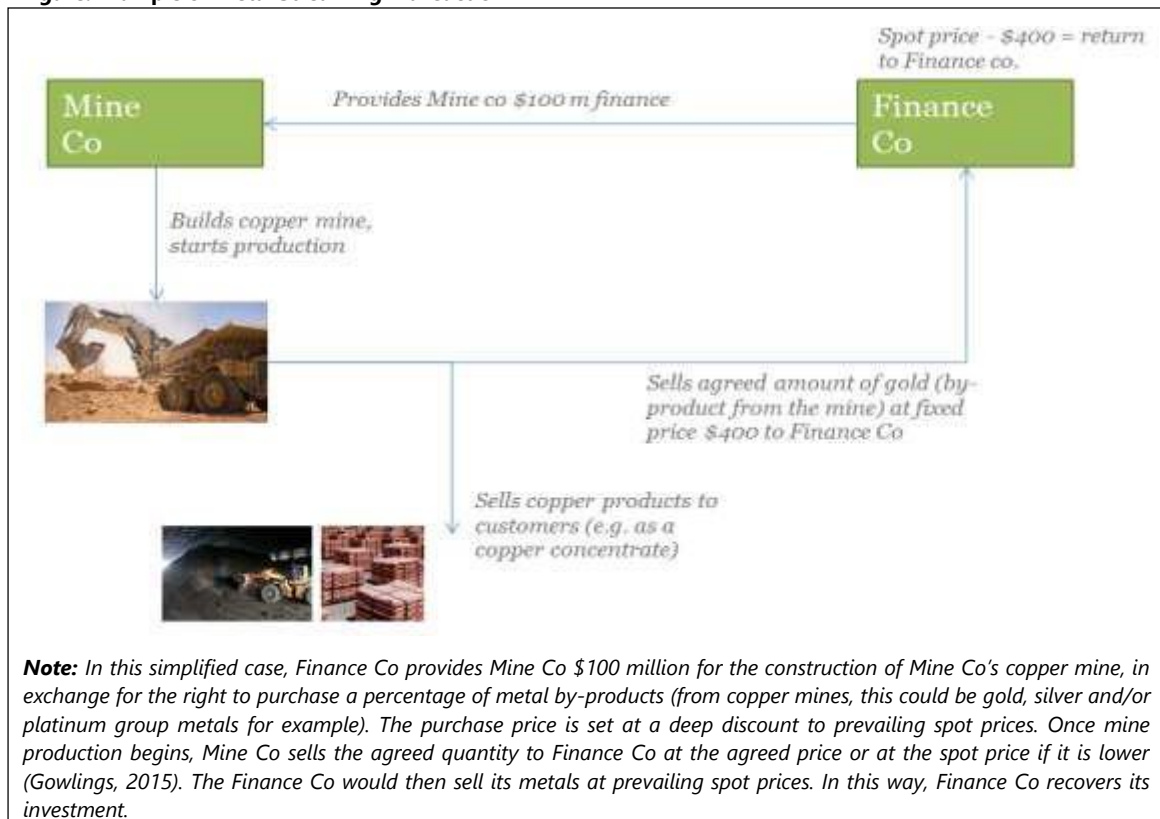 Spot price - $400 = return
to Finance co.
Mine
Co
Provides Mine co $100 m finance
Finance
Co
Builds copper mine,
starts production
Sells agreed amount of gold (by-
product from the mine) at fixed
price $400 to Finance Co
Sells copper products to
customers (e.g. as a
copper concentrate)
Note: In this simplified case, Finance Co provides Mine Co $100 million for the construction of Mine Co's copper mine, in
exchange for the right to purchase a percentage of metal by-products (from copper mines, this could be gold, silver and/or
platinum group metals for example). The purchase price is set at a deep discount to prevailing spot prices. Once mine
production begins, Mine Co sells the agreed quantity to Finance Co at the agreed price or at the spot price if it is lower
(Gowlings, 2015). The Finance Co would then sell its metals at prevailing spot prices. In this way, Finance Co recovers its
investment.